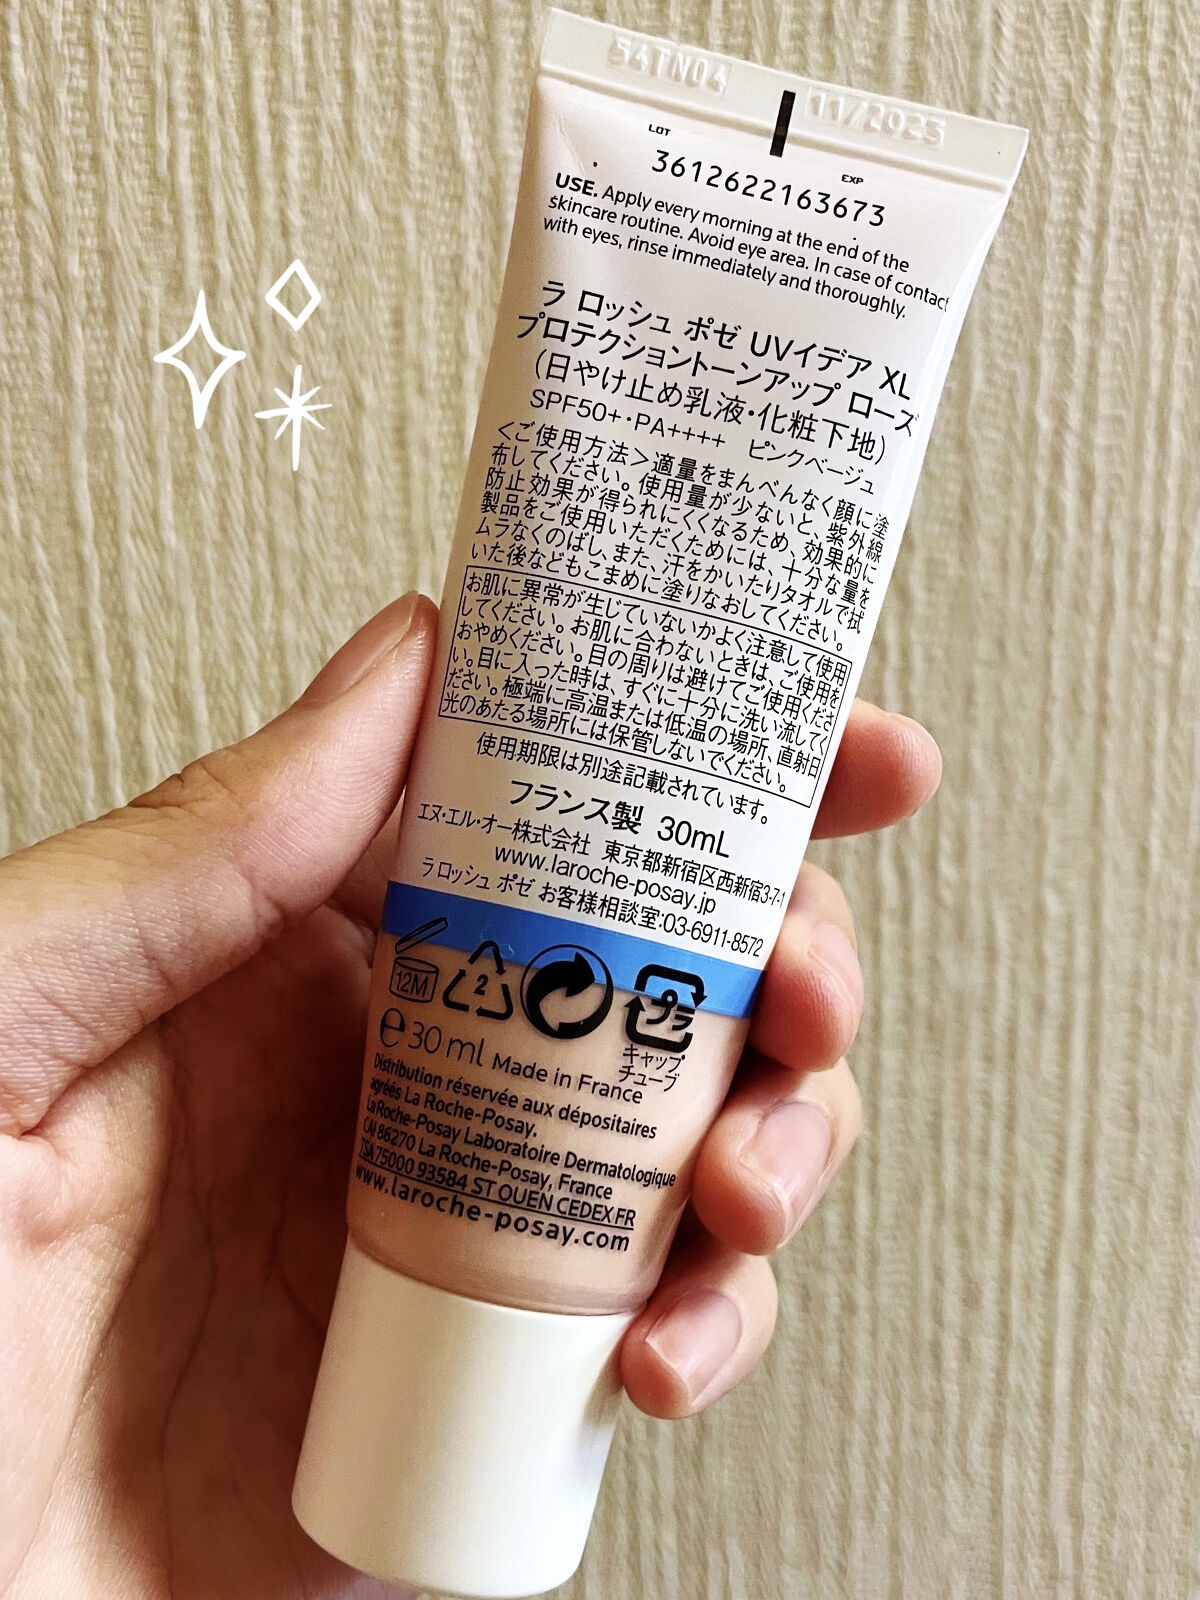 54TN04 11/2023
LOT
3612622163673
EXP
USE. Apply every morning at the end of the
skincare routine. Avoid eye area. In case of contact
with eyes, rinse immediately and thoroughly.
ラ ロッシュ ポゼ UVイデア XL
プロテクショントーンアップ ローズ
(日やけ止め乳液・化粧下地)
SPF50+・PA++++ ピンクベージュ
<ご使用方法>適量をまんべんなく顔に塗
布してください。使用量が少ないと、紫外線
防止効果が得られにくくなるため、効果的に
製品をご使用いただくためには、十分な量を
ムラなくのばし、また、汗をかいたりタオルで拭
いた後などもこまめに塗りなおしてください。
お肌に異常が生じていないかよく注意して使用
してください。お肌に合わないときは、ご使用を
おやめください。目の周りは避けてご使用くださ
い。目に入った時は、すぐに十分に洗い流してく
ださい。極端に高温または低温の場所、直射日
光のあたる場所には保管しないでください。
使用期限は別途記載されています。
フランス製 30mL
エヌ・エル・オー株式会社 東京都新宿区西新宿3-7-1
www.laroche-posay.jp
ラ ロッシュ ポゼ お客様相談室:03-6911-8572
12M 2 プラ
キャップ
チューブ
e 30 ml Made in France
Distribution réservée aux dépositaires
agréés La Roche-Posay.
La Roche-Posay Laboratoire Dermatologique
CAI 86270 La Roche-Posay, France
TSA 75000 93584 ST OUEN CEDEX FR
www.laroche-posay.com